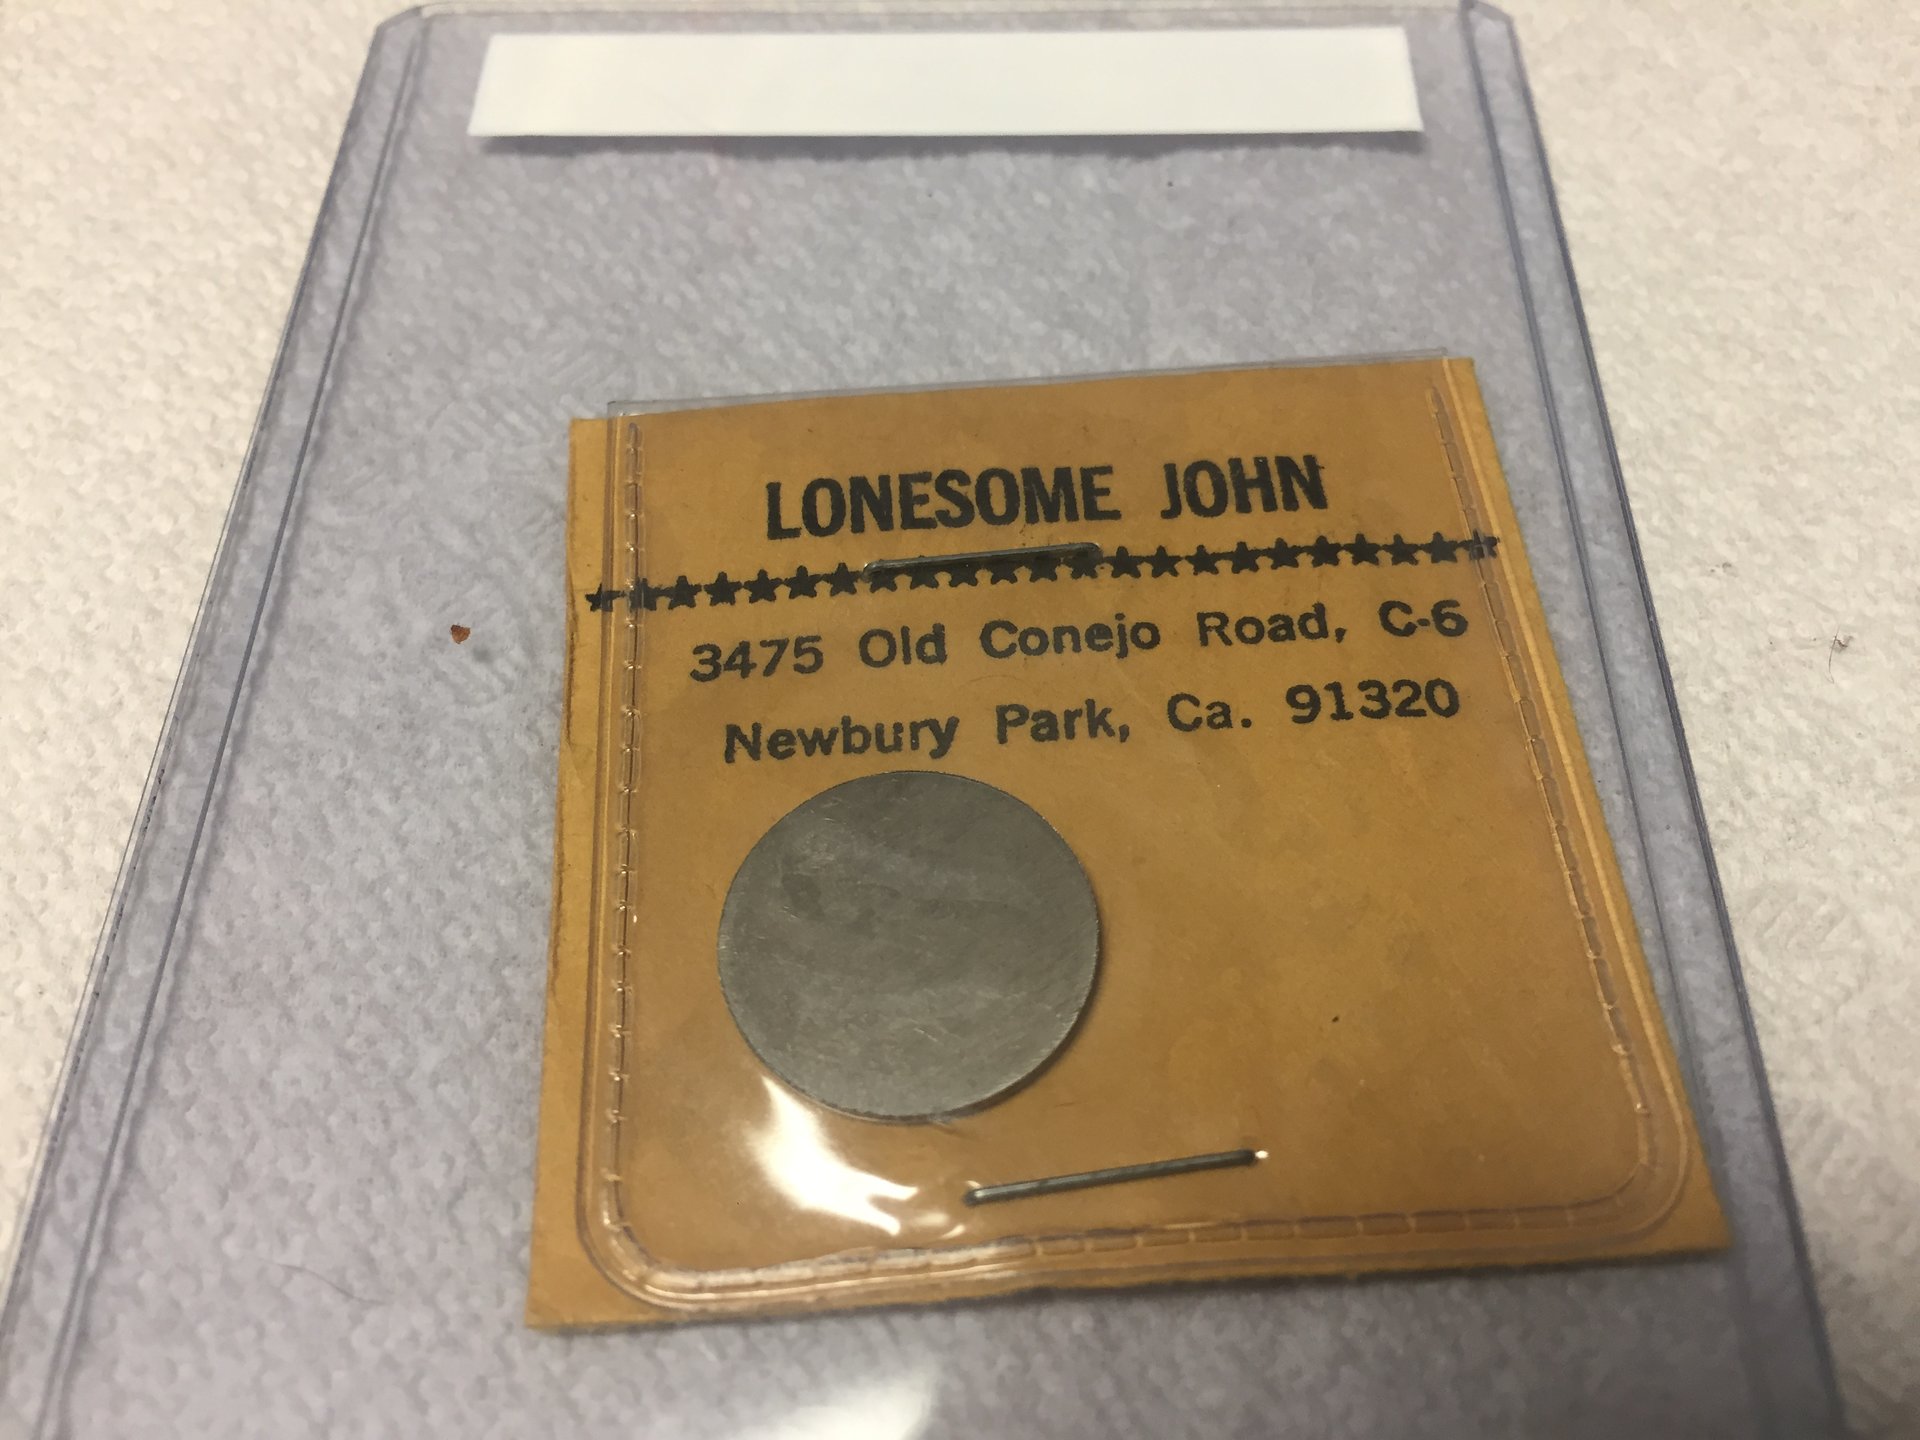 LONESOME JOHN
3475 Old Conejo Road, C-6
Newbury Park, Ca. 91320